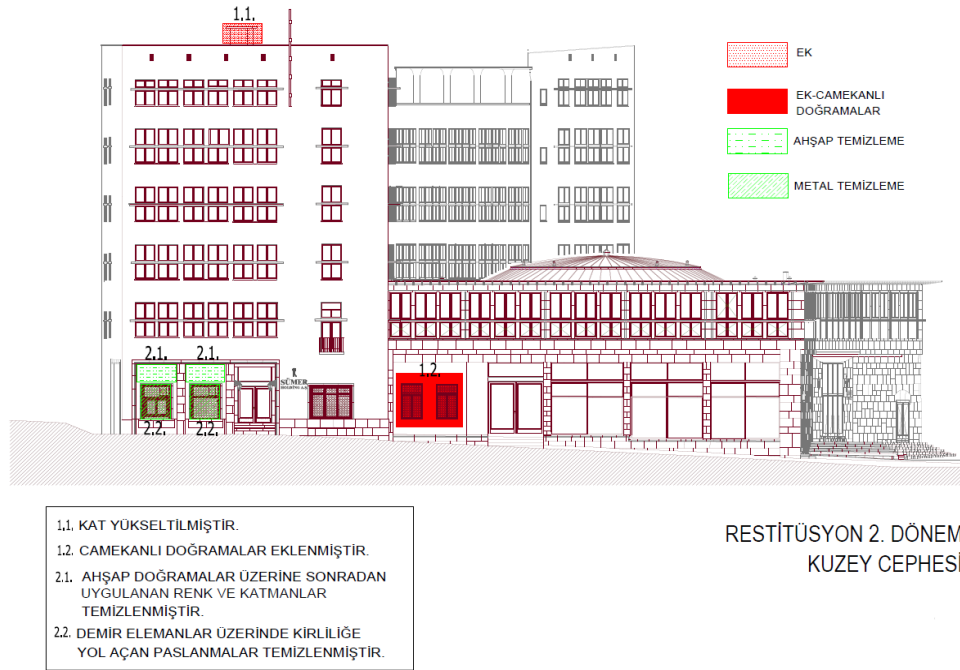 1.1.
EK
EK-CAMEKANLI
DOĞRAMALAR
AHŞAP TEMİZLEME
METAL TEMİZLEME
2.1. 2.1.
1.2.
SÜMER
HOLDİNG A.Ş.
2.2. 2.2.
1.1. KAT YÜKSELTİLMİŞTİR.
1.2. CAMEKANLI DOĞRAMALAR EKLENMİŞTİR.
2.1. AHŞAP DOĞRAMALAR ÜZERİNE SONRADAN
UYGULANAN RENK VE KATMANLAR
TEMİZLENMİŞTİR.
2.2. DEMİR ELEMANLAR ÜZERİNDE KİRLİLİĞE
YOL AÇAN PASLANMALAR TEMİZLENMİŞTİR.
RESTİTÜSYON 2. DÖNEM
KUZEY CEPHESİ